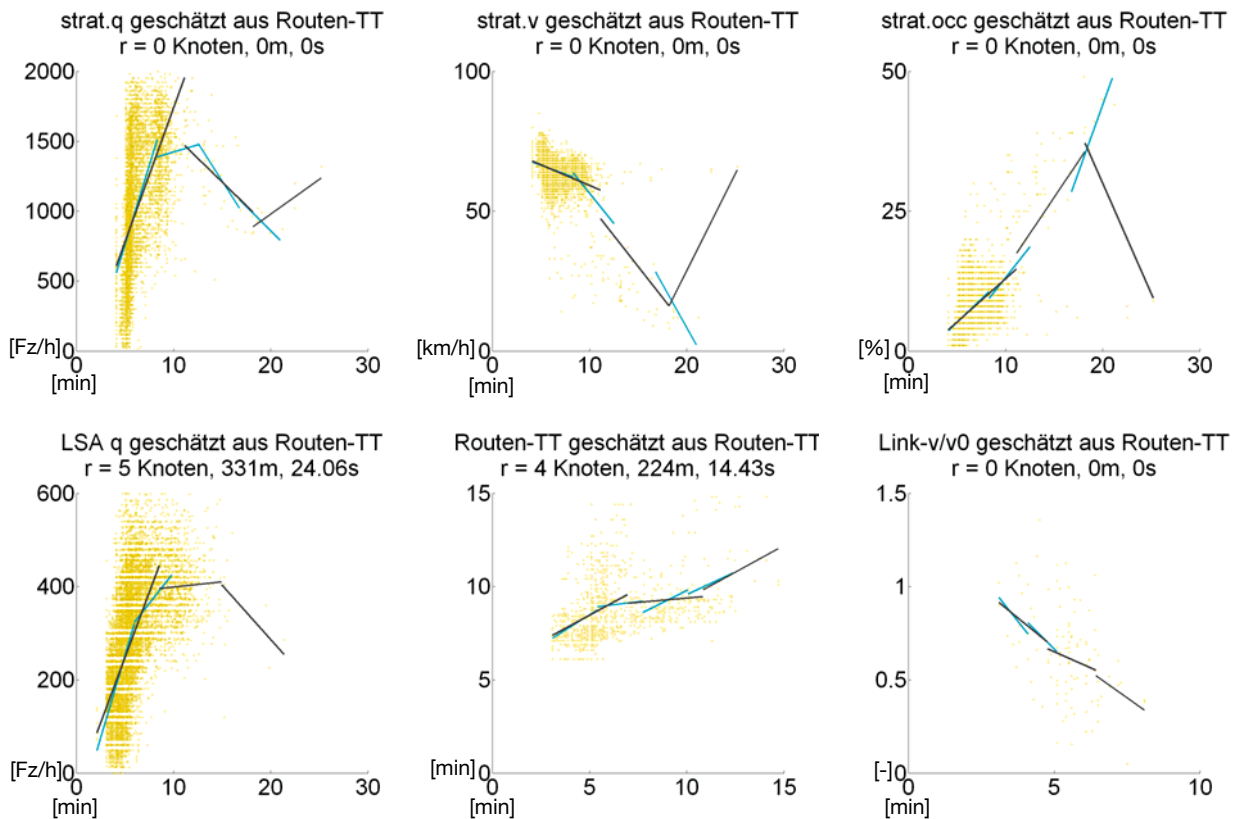 strat.q geschätzt aus Routen-TT
r = 0 Knoten, 0m, 0s
2000
1500
1000
500
[Fz/h] 0
0 10 20 30
[min]
strat.v geschätzt aus Routen-TT
r = 0 Knoten, 0m, 0s
100
50
[km/h] 0
0 10 20 30
[min]
strat.occ geschätzt aus Routen-TT
r = 0 Knoten, 0m, 0s
50
25
[%] 0
0 10 20 30
[min]
LSA q geschätzt aus Routen-TT
r = 5 Knoten, 331m, 24.06s
600
400
200
[Fz/h] 0
0 10 20 30
[min]
Routen-TT geschätzt aus Routen-TT
r = 4 Knoten, 224m, 14.43s
15
10
5
[min] 0
0 5 10 15
[min]
Link-v/v0 geschätzt aus Routen-TT
r = 0 Knoten, 0m, 0s
1.5
1
0.5
[-] 0
0 5 10
[min]